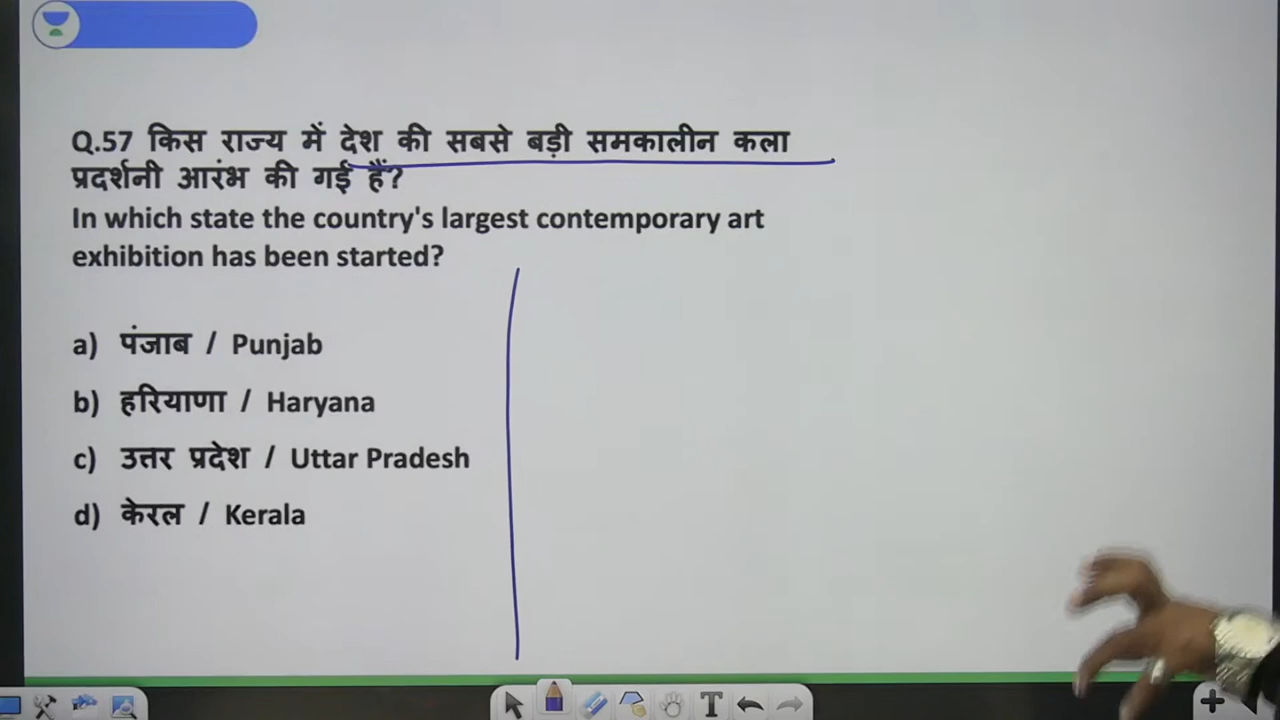 Q.57 किस राज्य में देश की सबसे बड़ी समकालीन कला
प्रदर्शनी आरंभ की गई हैं?
In which state the country's largest contemporary art
exhibition has been started?
a) पंजाब / Punjab
b) हरियाणा / Haryana
c) उत्तर प्रदेश / Uttar Pradesh
d) केरल / Kerala
T